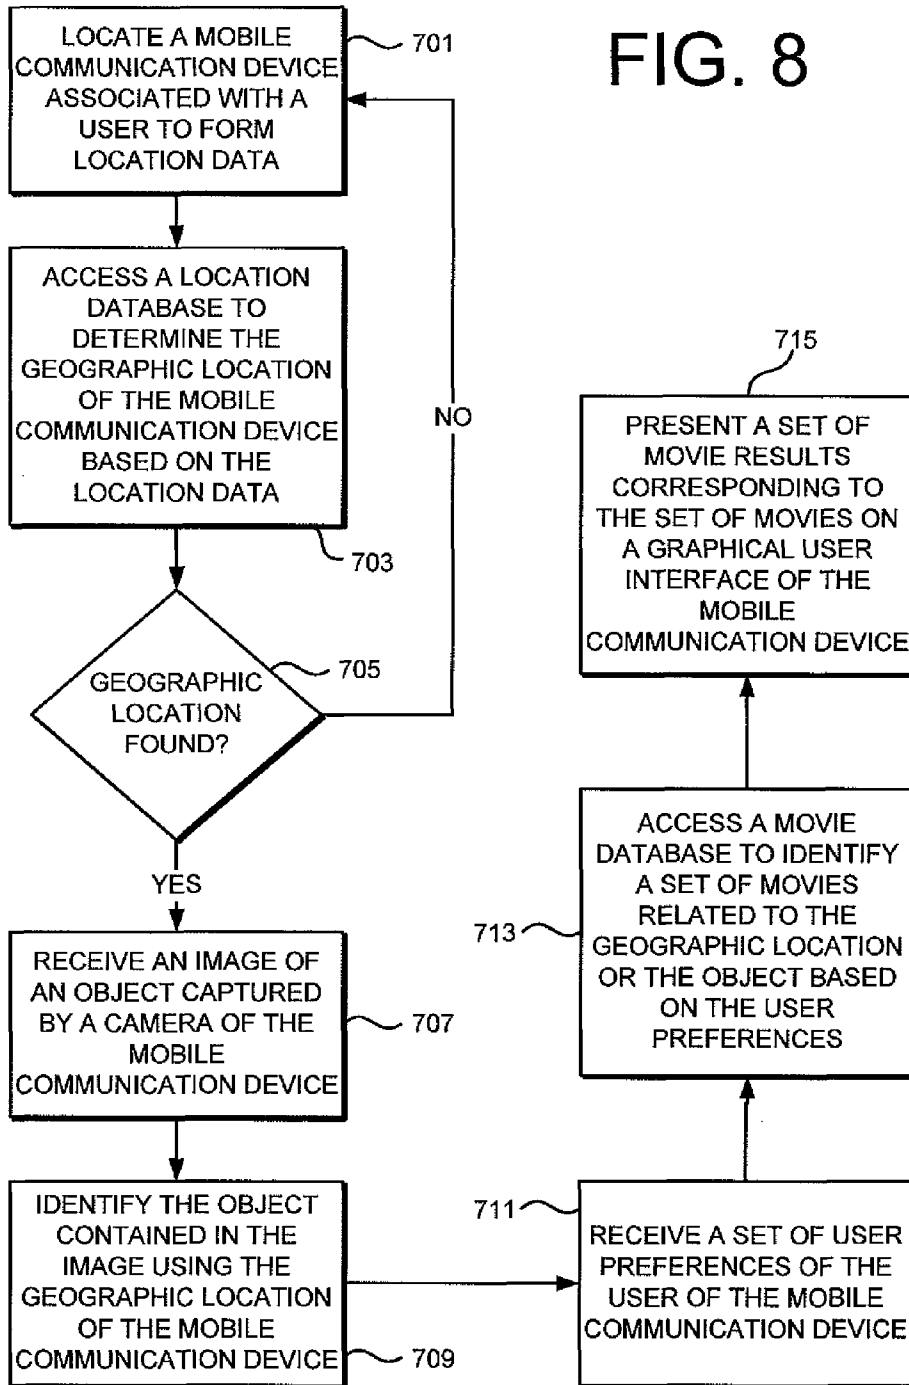 FIG. 8
LOCATE A MOBILE
COMMUNICATION DEVICE
ASSOCIATED WITH A
USER TO FORM
LOCATION DATA
701
ACCESS A LOCATION
DATABASE TO
DETERMINE THE
GEOGRAPHIC LOCATION
OF THE MOBILE
COMMUNICATION DEVICE
BASED ON THE
LOCATION DATA
703
GEOGRAPHIC
LOCATION
FOUND?
705
NO
YES
RECEIVE AN IMAGE OF
AN OBJECT CAPTURED
BY A CAMERA OF THE
MOBILE
COMMUNICATION DEVICE
707
IDENTIFY THE OBJECT
CONTAINED IN THE
IMAGE USING THE
GEOGRAPHIC LOCATION
OF THE MOBILE
COMMUNICATION DEVICE
709
711
RECEIVE A SET OF USER
PREFERENCES OF THE
USER OF THE MOBILE
COMMUNICATION DEVICE
713
ACCESS A MOVIE
DATABASE TO IDENTIFY
A SET OF MOVIES
RELATED TO THE
GEOGRAPHIC LOCATION
OR THE OBJECT BASED
ON THE USER
PREFERENCES
715
PRESENT A SET OF
MOVIE RESULTS
CORRESPONDING TO
THE SET OF MOVIES ON
A GRAPHICAL USER
INTERFACE OF THE
MOBILE
COMMUNICATION DEVICE